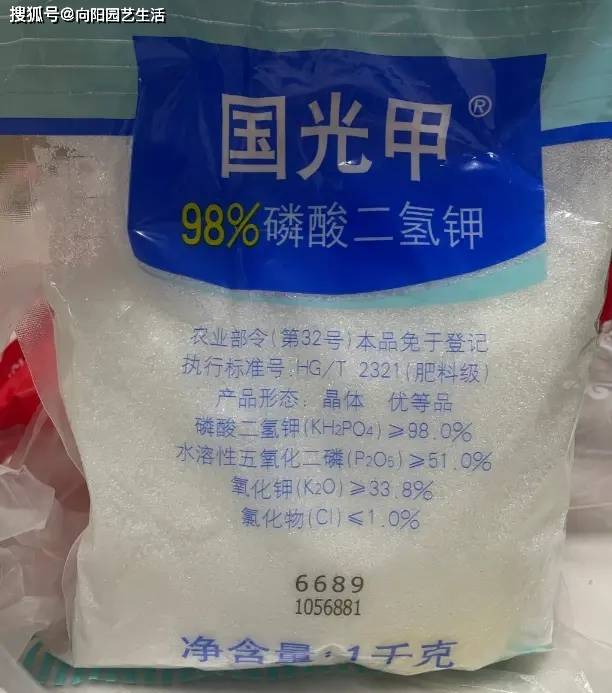 搜狐号@向阳园艺生活
国光甲®
98%磷酸二氢钾
农业部令(第32号)本品免于登记
执行标准号:HG/T 2321(肥料级)
产品形态: 晶体 优等品
磷酸二氢钾(KH2PO4)≥98.0%
水溶性五氧化二磷(P2O5)≥51.0%
氧化钾(K2O)≥33.8%
氯化物(Cl)≤1.0%
6689
1056881
净含量:1千克